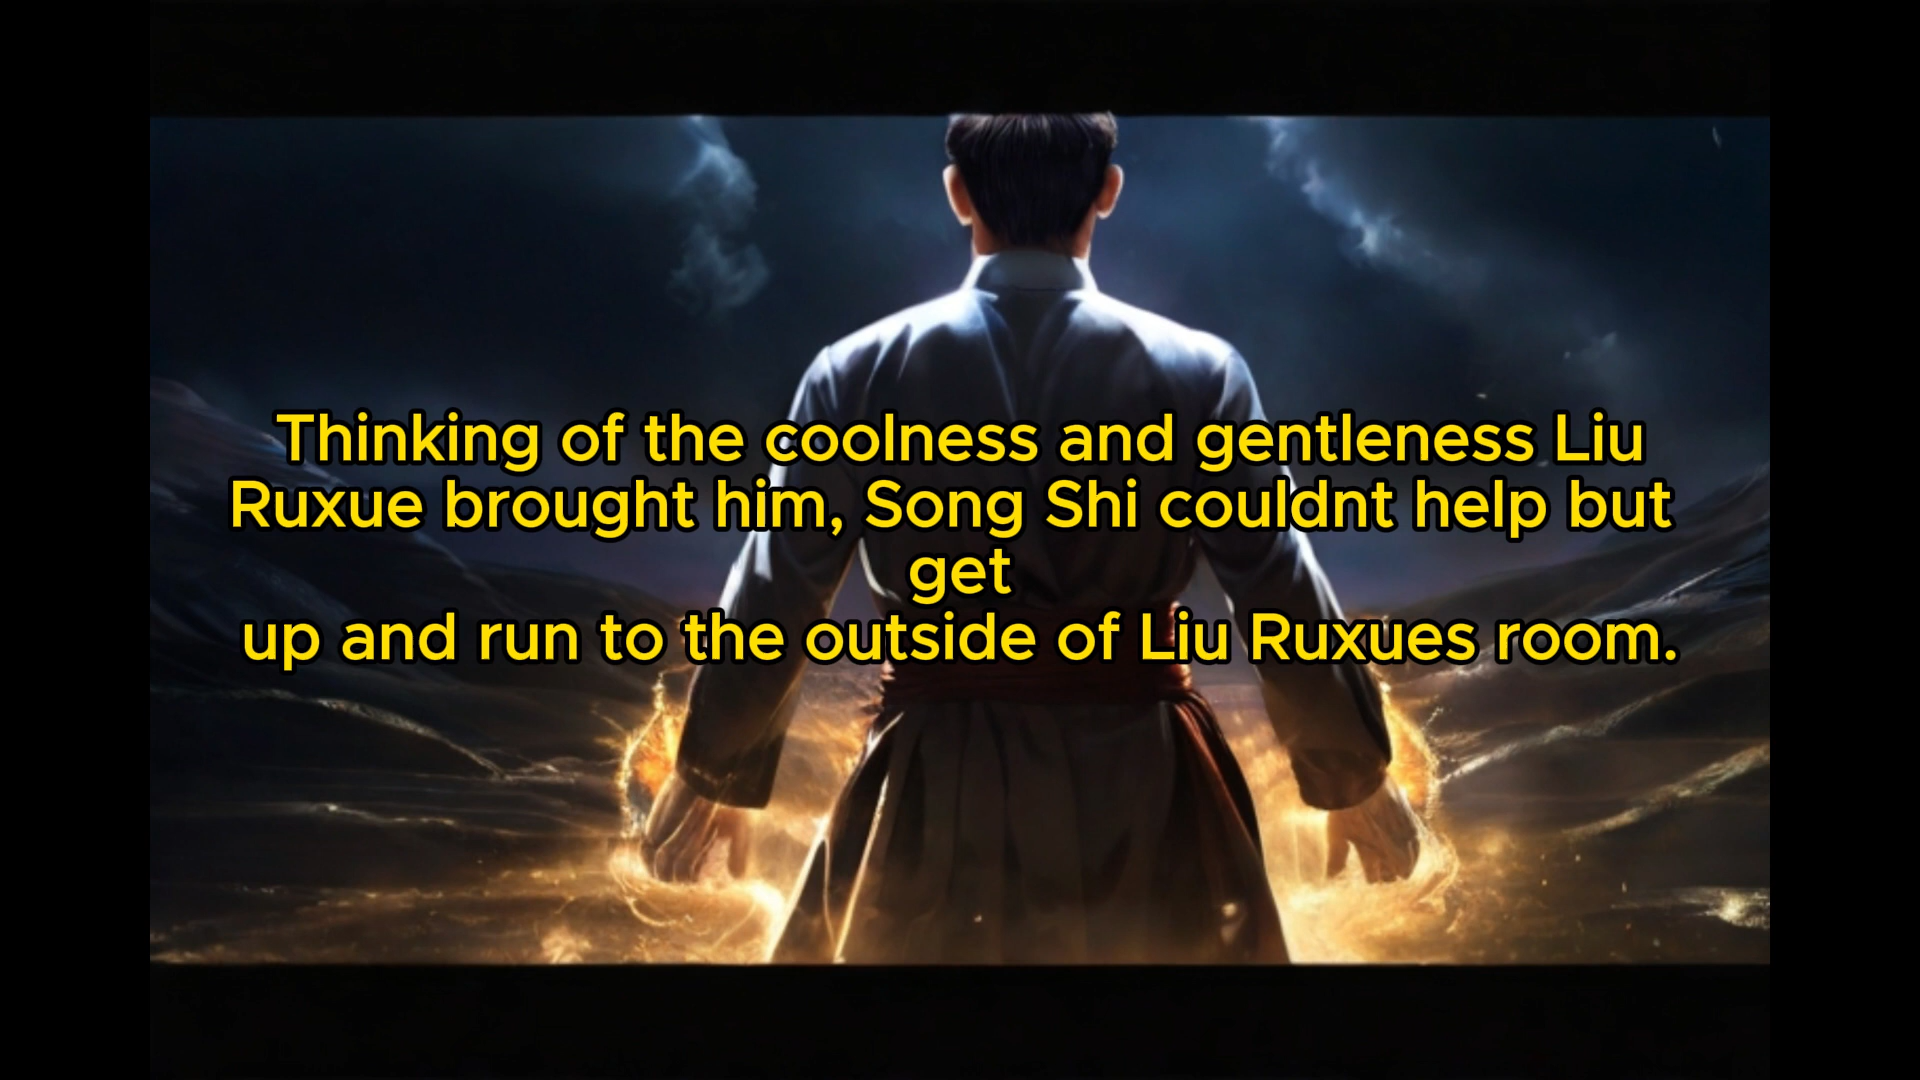 Thinking of the coolness and gentleness Liu
Ruxue brought him, Song Shi couldnt help but
get
up and run to the outside of Liu Ruxues room.